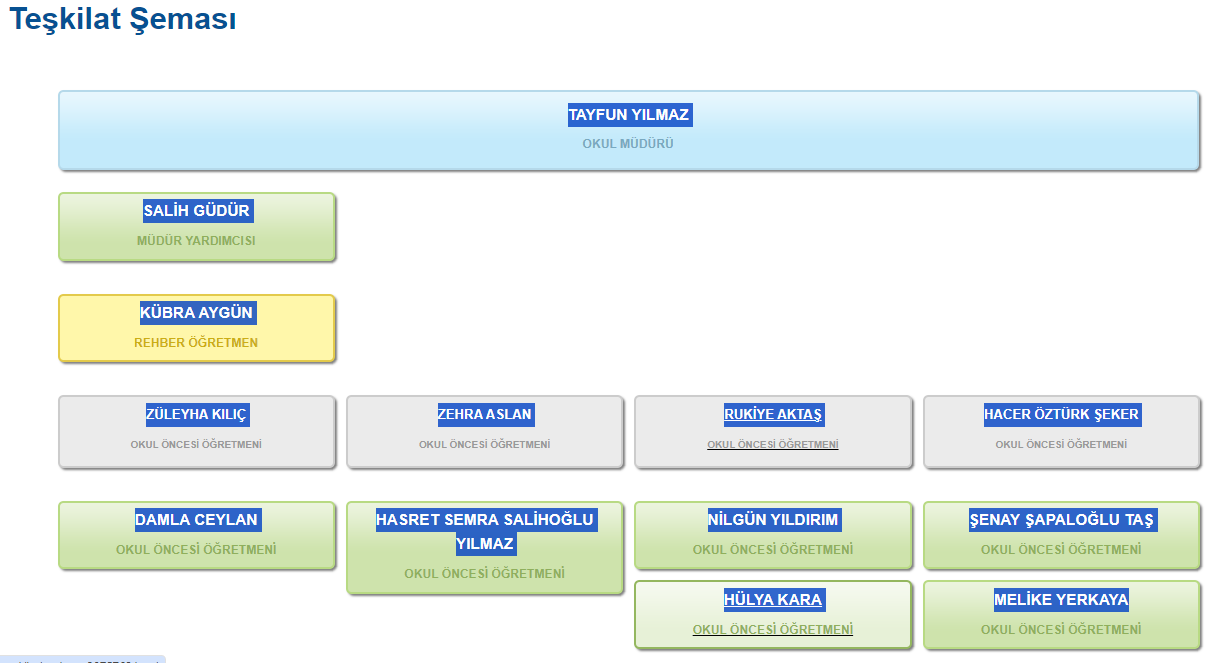 Teşkilat Şeması
TAYFUN YILMAZ
OKUL MÜDÜRÜ
SALİH GÜDÜR
MÜDÜR YARDIMCISI
KÜBRA AYGÜN
REHBER ÖĞRETMEN
ZÜLEYHA KILIÇ
OKUL ÖNCESİ ÖĞRETMENİ
ZEHRA ASLAN
OKUL ÖNCESİ ÖĞRETMENİ
RUKİYE AKTAŞ
OKUL ÖNCESİ ÖĞRETMENİ
HACER ÖZTÜRK ŞEKER
OKUL ÖNCESİ ÖĞRETMENİ
DAMLA CEYLAN
OKUL ÖNCESİ ÖĞRETMENİ
HASRET SEMRA SALİHOĞLU
YILMAZ
OKUL ÖNCESİ ÖĞRETMENİ
NİLGÜN YILDIRIM
OKUL ÖNCESİ ÖĞRETMENİ
ŞENAY ŞAPALOĞLU TAŞ
OKUL ÖNCESİ ÖĞRETMENİ
HÜLYA KARA
OKUL ÖNCESİ ÖĞRETMENİ
MELİKE YERKAYA
OKUL ÖNCESİ ÖĞRETMENİ